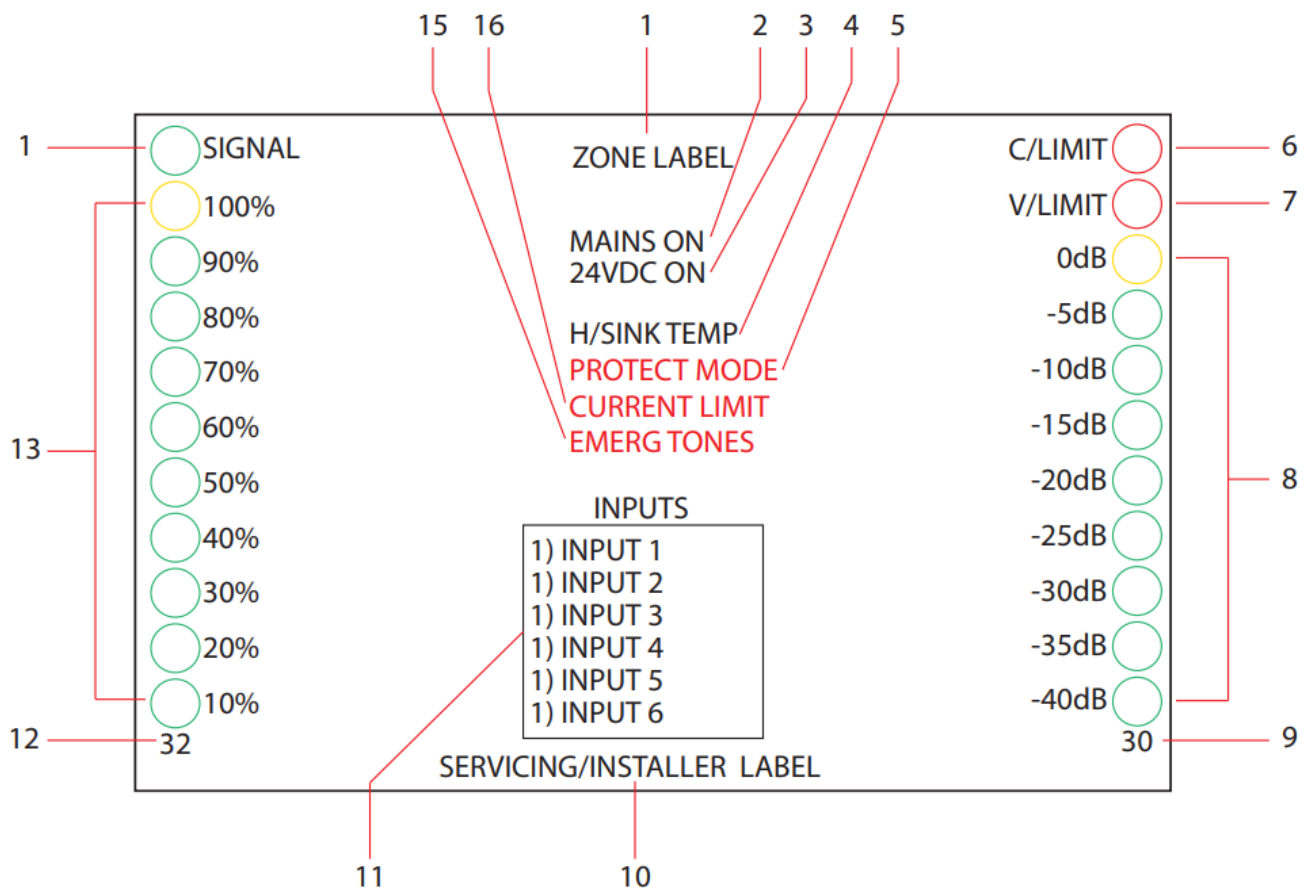 15 16 1 2 3 4 5
1 SIGNAL ZONE LABEL C/LIMIT 6
100% V/LIMIT 7
MAINS ON
90% 24VDC ON 0dB
80% -5dB
H/SINK TEMP
70% PROTECT MODE -10dB
CURRENT LIMIT
60% EMERG TONES -15dB
13
50% -20dB 8
INPUTS
40% 1) INPUT 1 -25dB
1) INPUT 2
30% 1) INPUT 3 -30dB
20% 1) INPUT 4 -35dB
1) INPUT 5
10% 1) INPUT 6 -40dB
12 32 30 9
SERVICING/INSTALLER LABEL
11 10